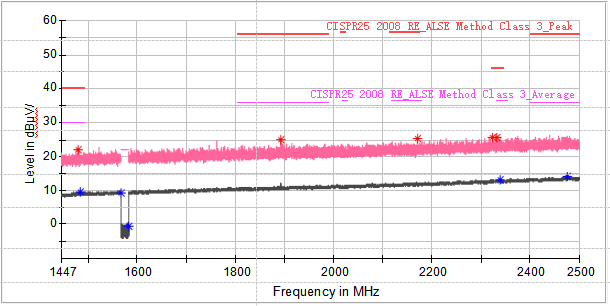 60
CISPR25 2008 RE_ALSE Method Class 3_Peak
50
40
CISPR25 2008 RE_ALSE Method Class 3_Average
30
20
10
0
Level in dBµV/
1447 1600 1800 2000 2200 2400 2500
Frequency in MHz